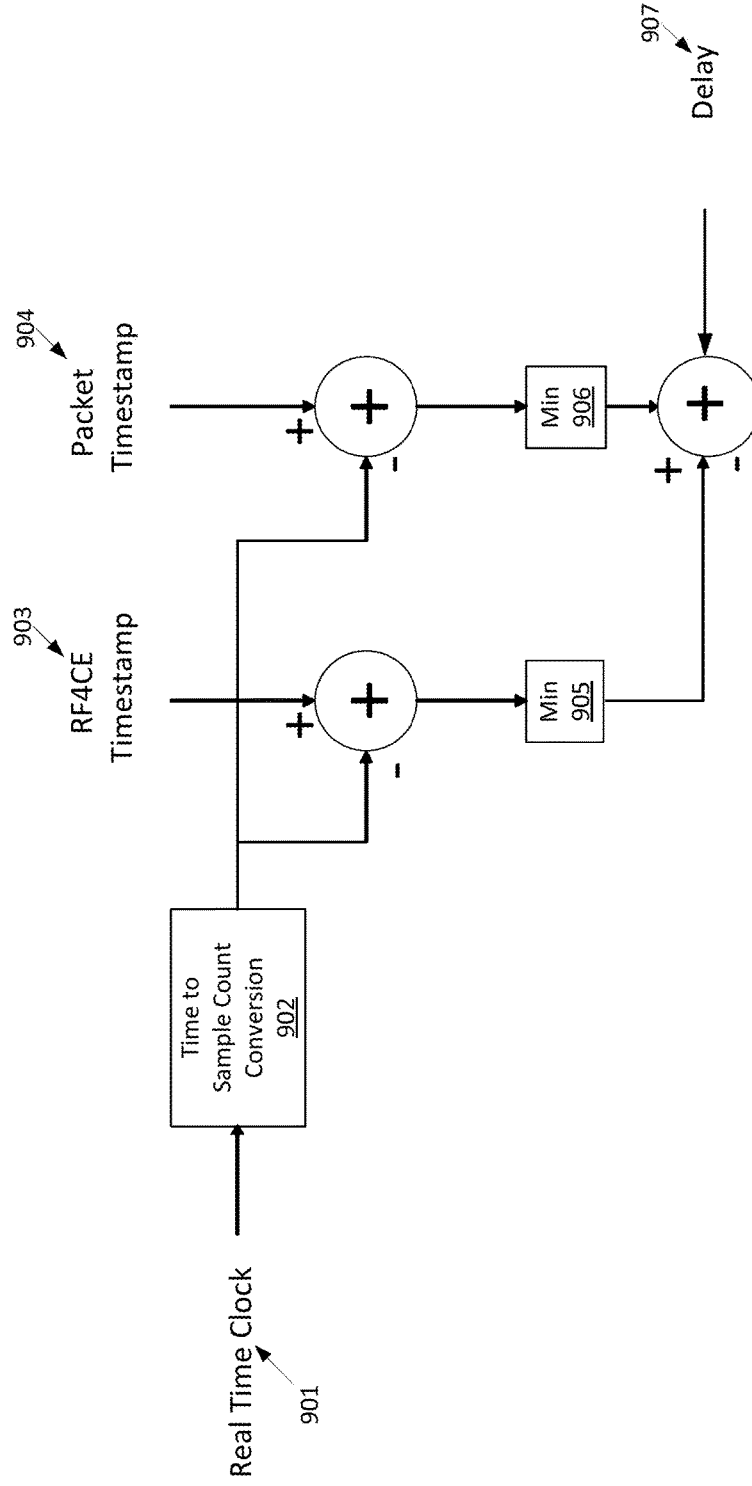 904
Packet
Timestamp
903
RF4CE
Timestamp
907
Delay
Real Time Clock
901
Time to
Sample Count
Conversion
902
+
-
+
+
-
+
Min
905
Min
906
+
-
+